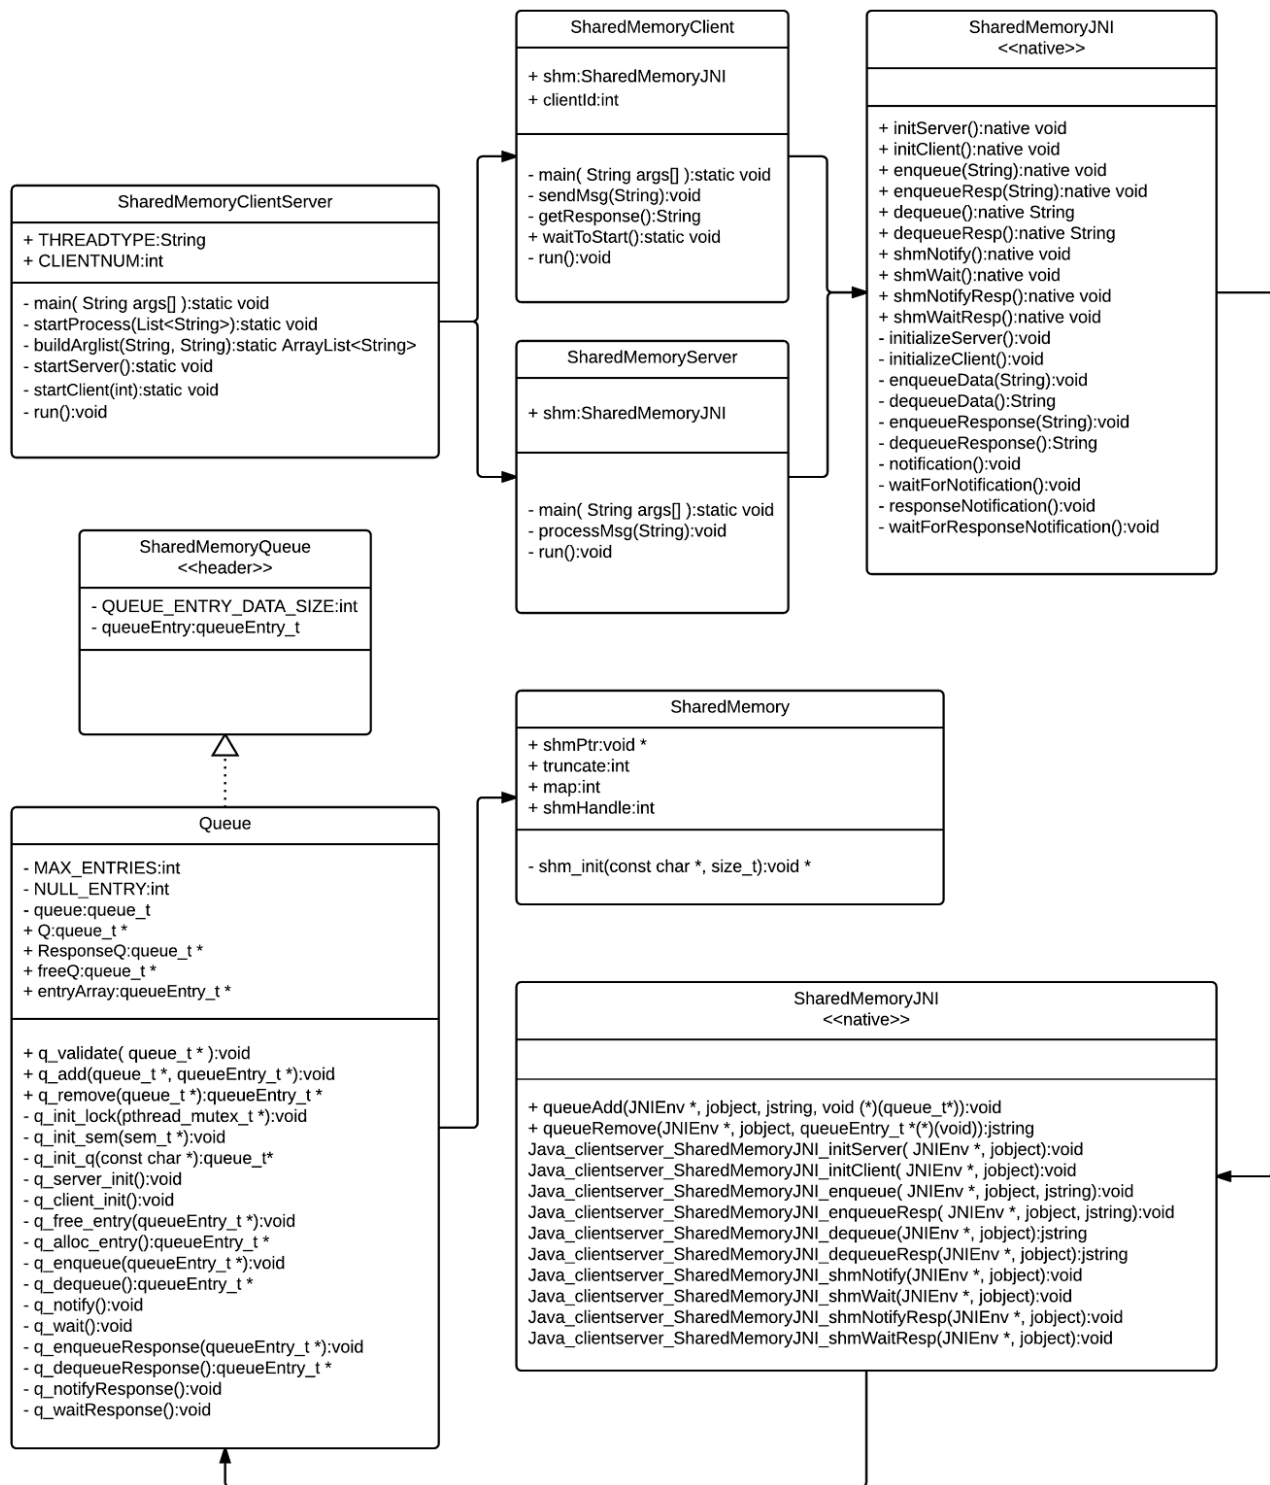 SharedMemoryClient
+ shm:SharedMemoryJNI
+ clientId:int
- main( String args[] ):static void
- sendMsg(String):void
- getResponse():String
+ waitToStart():static void
- run():void
SharedMemoryJNI
<<native>>
+ initServer():native void
+ initClient():native void
+ enqueue(String):native void
+ enqueueResp(String):native void
+ dequeue():native String
+ dequeueResp():native String
+ shmNotify():native void
+ shmWait():native void
+ shmNotifyResp():native void
+ shmWaitResp():native void
- initializeServer():void
- initializeClient():void
- enqueueData(String):void
- dequeueData():String
- enqueueResponse(String):void
- dequeueResponse():String
- notification():void
- waitForNotification():void
- responseNotification():void
- waitForResponseNotification():void
SharedMemoryClientServer
+ THREADTYPE:String
+ CLIENTNUM:int
- main( String args[] ):static void
- startProcess(List<String>):static void
- buildArglist(String, String):static ArrayList<String>
- startServer():static void
- startClient(int):static void
- run():void
SharedMemoryServer
+ shm:SharedMemoryJNI
- main( String args[] ):static void
- processMsg(String):void
- run():void
SharedMemoryQueue
<<header>>
- QUEUE_ENTRY_DATA_SIZE:int
- queueEntry:queueEntry_t
SharedMemory
+ shmPtr:void *
+ truncate:int
+ map:int
+ shmHandle:int
- shm_init(const char *, size_t):void *
Queue
- MAX_ENTRIES:int
- NULL_ENTRY:int
- queue:queue_t
+ Q:queue_t *
+ ResponseQ:queue_t *
+ freeQ:queue_t *
+ entryArray:queueEntry_t *
+ q_validate( queue_t * ):void
+ q_add(queue_t *, queueEntry_t *):void
+ q_remove(queue_t *):queueEntry_t *
- q_init_lock(pthread_mutex_t *):void
- q_init_sem(sem_t *):void
- q_init_q(const char *):queue_t*
- q_server_init():void
- q_client_init():void
- q_free_entry(queueEntry_t *):void
- q_alloc_entry():queueEntry_t *
- q_enqueue(queueEntry_t *):void
- q_dequeue():queueEntry_t *
- q_notify():void
- q_wait():void
- q_enqueueResponse(queueEntry_t *):void
- q_dequeueResponse():queueEntry_t *
- q_notifyResponse():void
- q_waitResponse():void
SharedMemoryJNI
<<native>>
+ queueAdd(JNIEnv *, jobject, jstring, void (*)(queue_t*)):void
+ queueRemove(JNIEnv *, jobject, queueEntry_t *(*)(void)):jstring
Java_clientserver_SharedMemoryJNI_initServer( JNIEnv *, jobject):void
Java_clientserver_SharedMemoryJNI_initClient( JNIEnv *, jobject):void
Java_clientserver_SharedMemoryJNI_enqueue( JNIEnv *, jobject, jstring):void
Java_clientserver_SharedMemoryJNI_enqueueResp( JNIEnv *, jobject, jstring):void
Java_clientserver_SharedMemoryJNI_dequeue(JNIEnv *, jobject):jstring
Java_clientserver_SharedMemoryJNI_dequeueResp(JNIEnv *, jobject):jstring
Java_clientserver_SharedMemoryJNI_shmNotify(JNIEnv *, jobject):void
Java_clientserver_SharedMemoryJNI_shmWait(JNIEnv *, jobject):void
Java_clientserver_SharedMemoryJNI_shmNotifyResp(JNIEnv *, jobject):void
Java_clientserver_SharedMemoryJNI_shmWaitResp(JNIEnv *, jobject):void